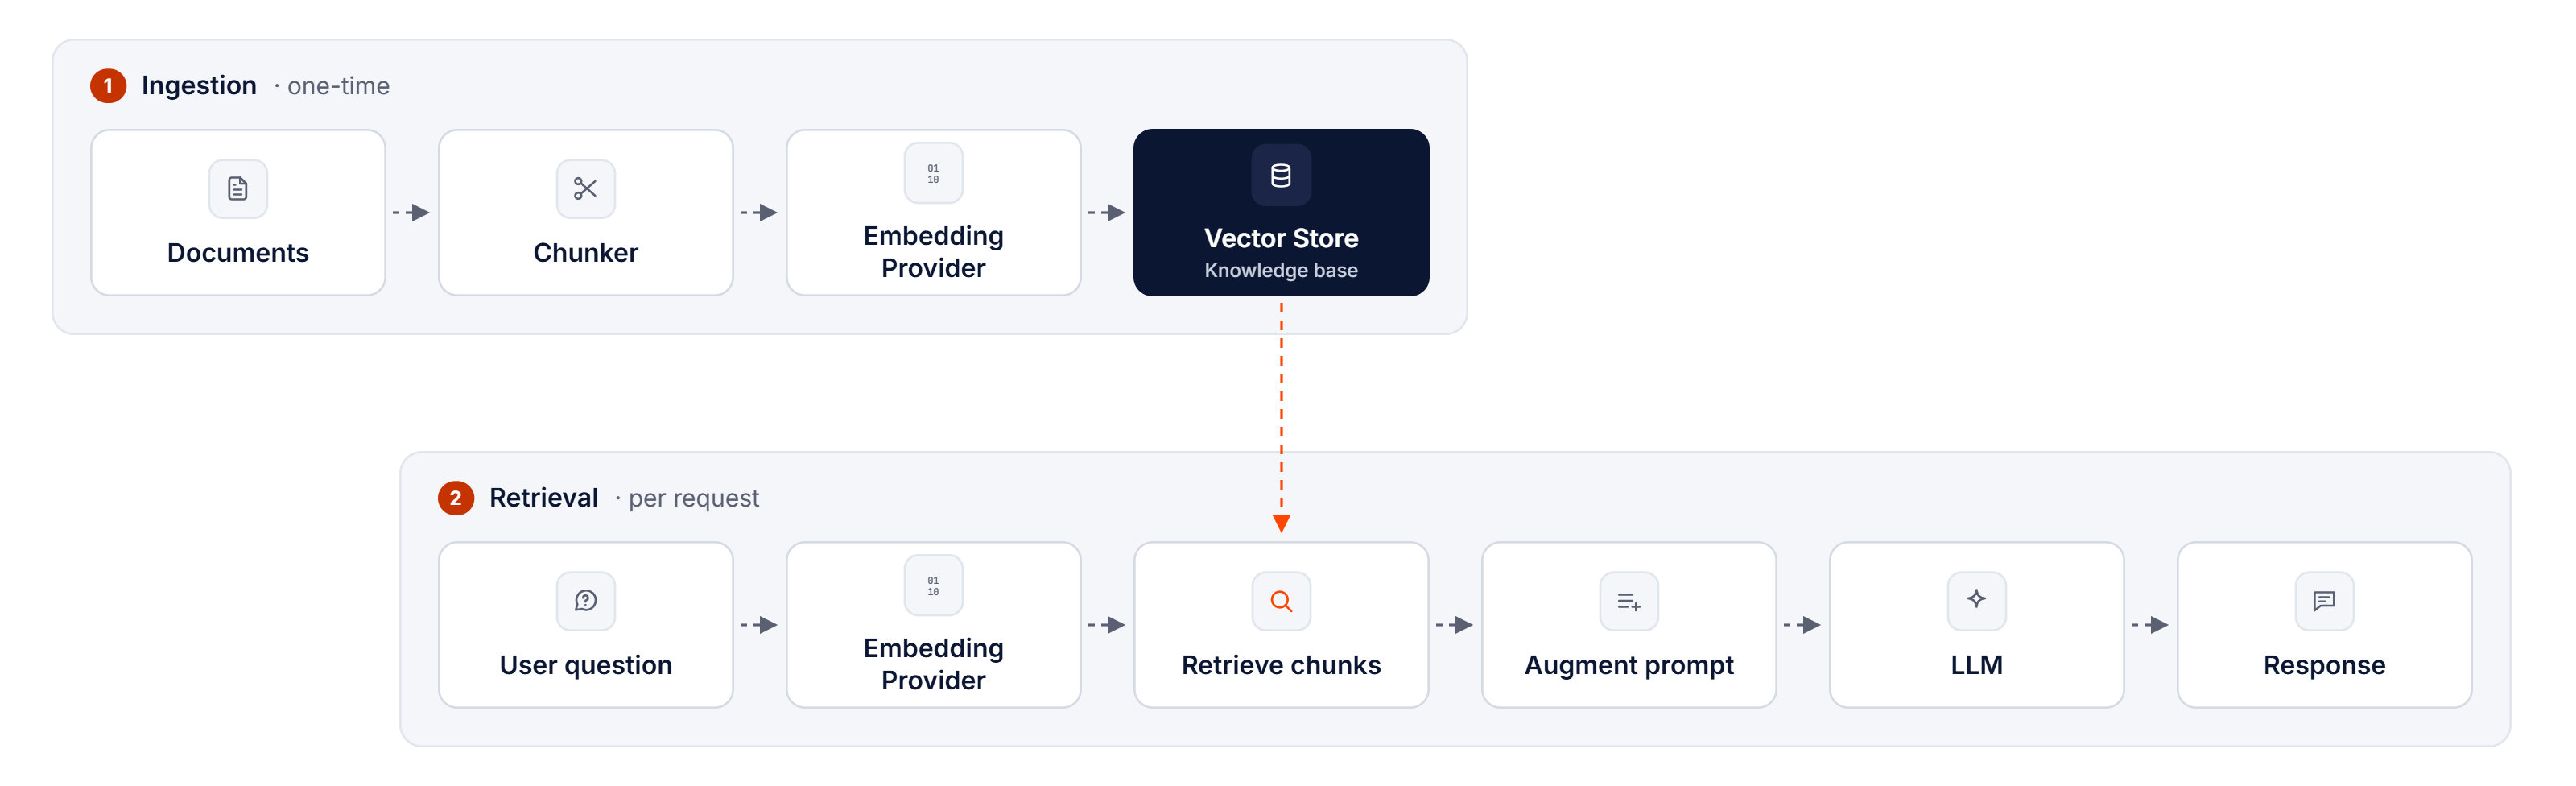 1 Ingestion · one-time
Documents
Chunker
01
10
Embedding
Provider
Vector Store
Knowledge base
2 Retrieval · per request
User question
01
10
Embedding
Provider
Retrieve chunks
Augment prompt
LLM
Response